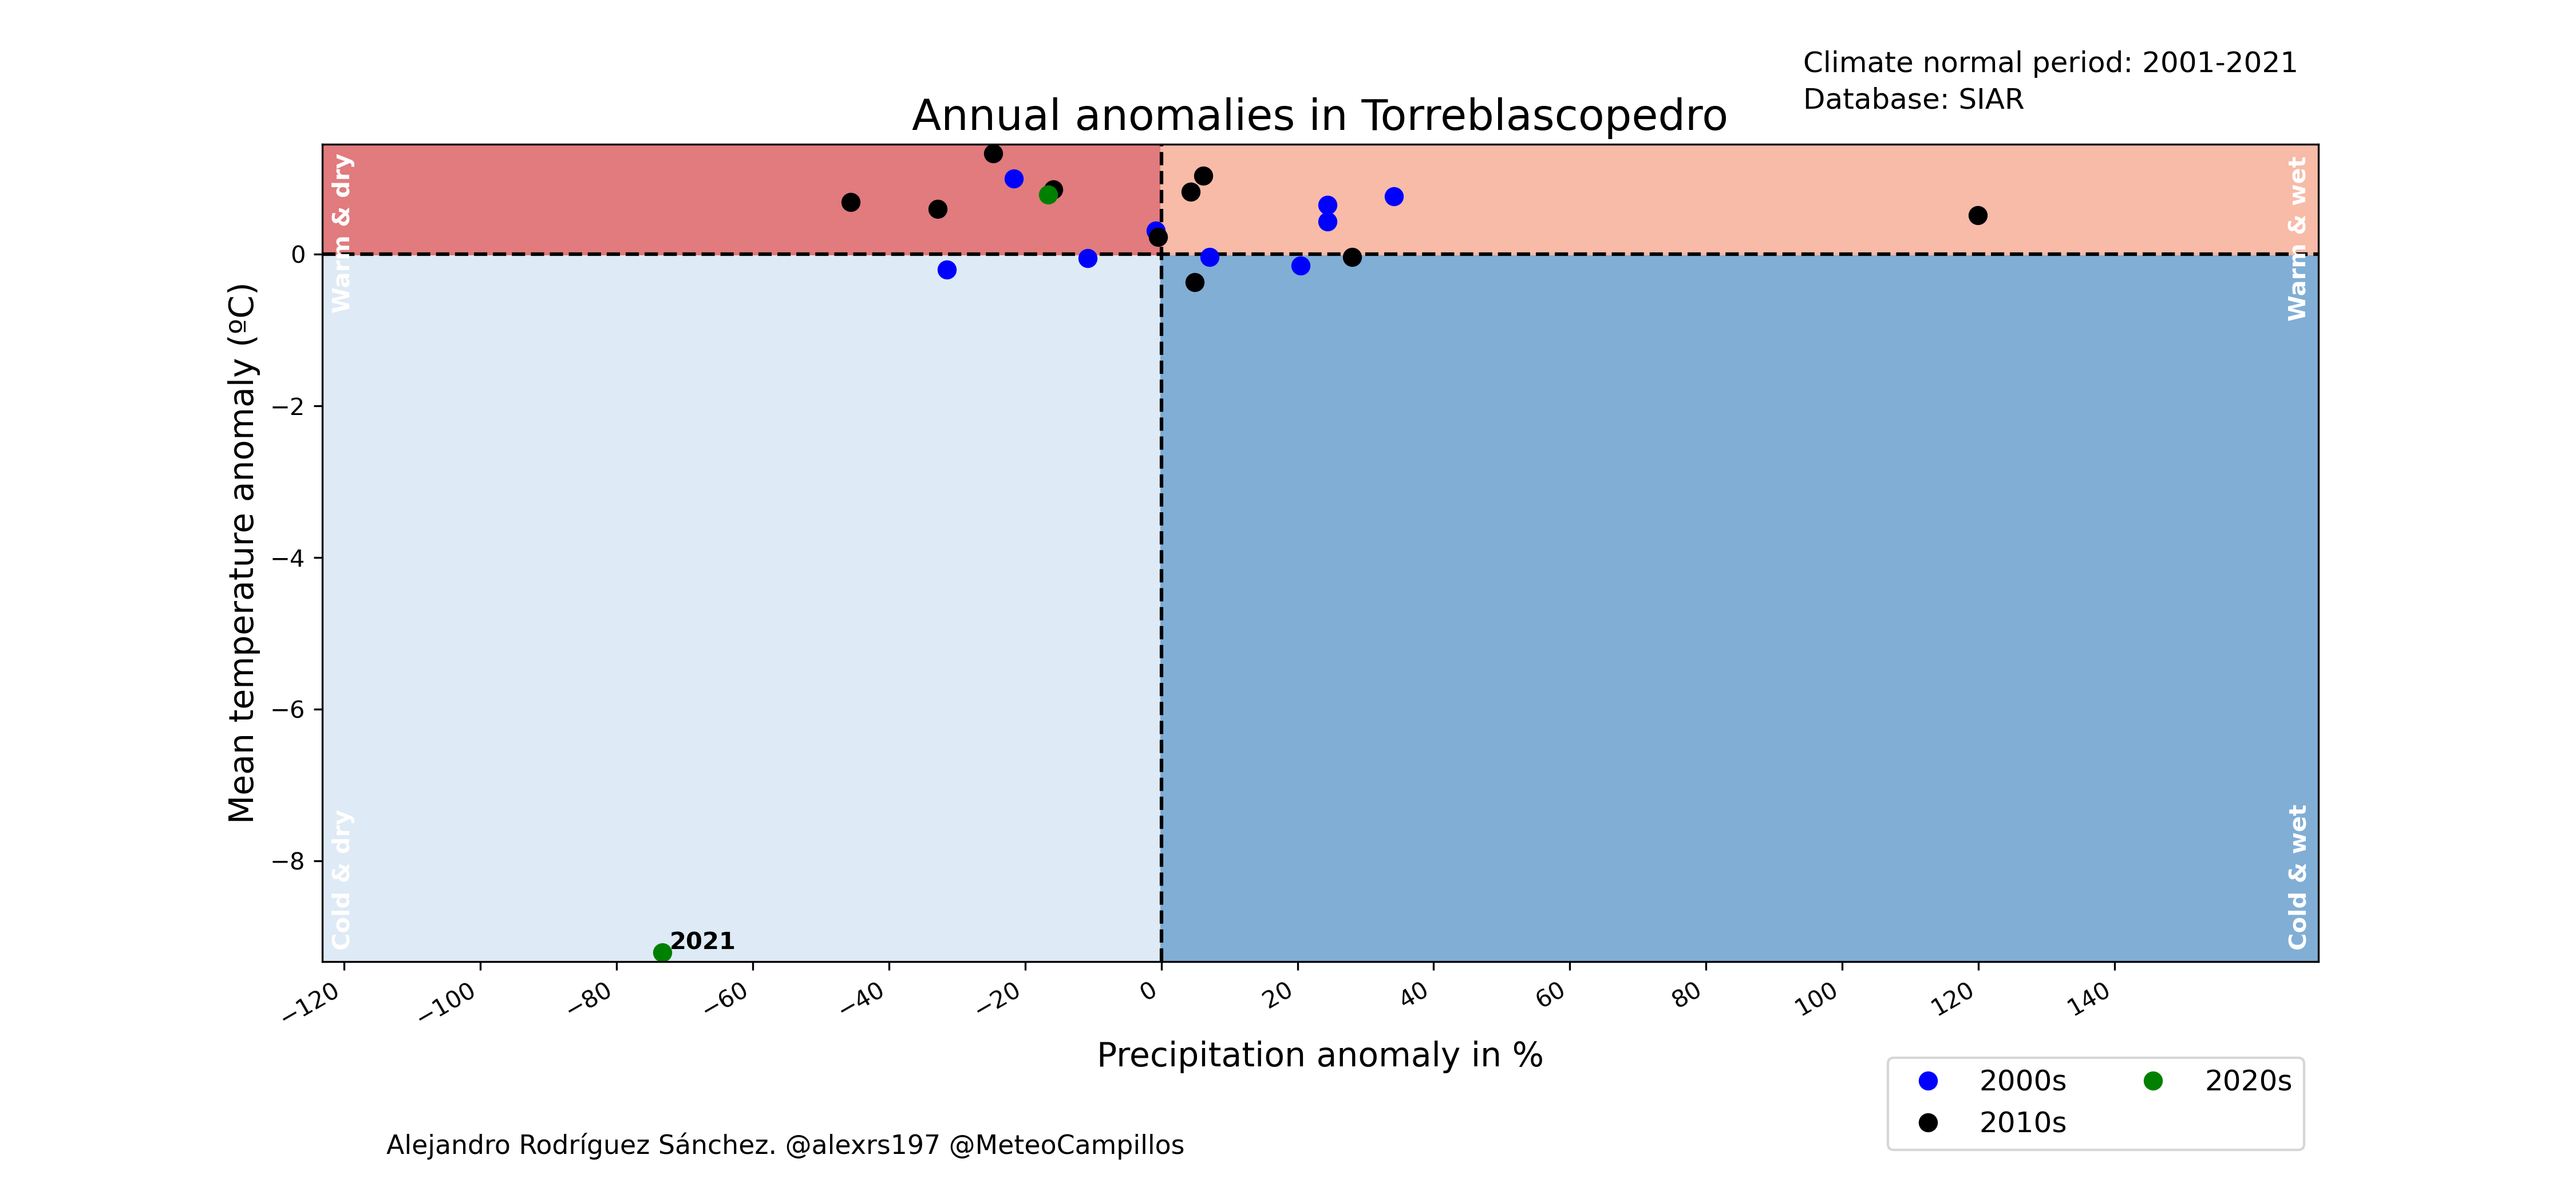 Climate normal period: 2001-2021
Database: SIAR
Annual anomalies in Torreblascopedro
Warm & dry
Warm & wet
Mean temperature anomaly (ºC)
0
−2
−4
−6
−8
Cold & dry
Cold & wet
2021
−120
−100
−80
−60
−40
−20
0
20
40
60
80
100
120
140
Precipitation anomaly in %
2000s
2010s
2020s
Alejandro Rodríguez Sánchez. @alexrs197 @MeteoCampillos